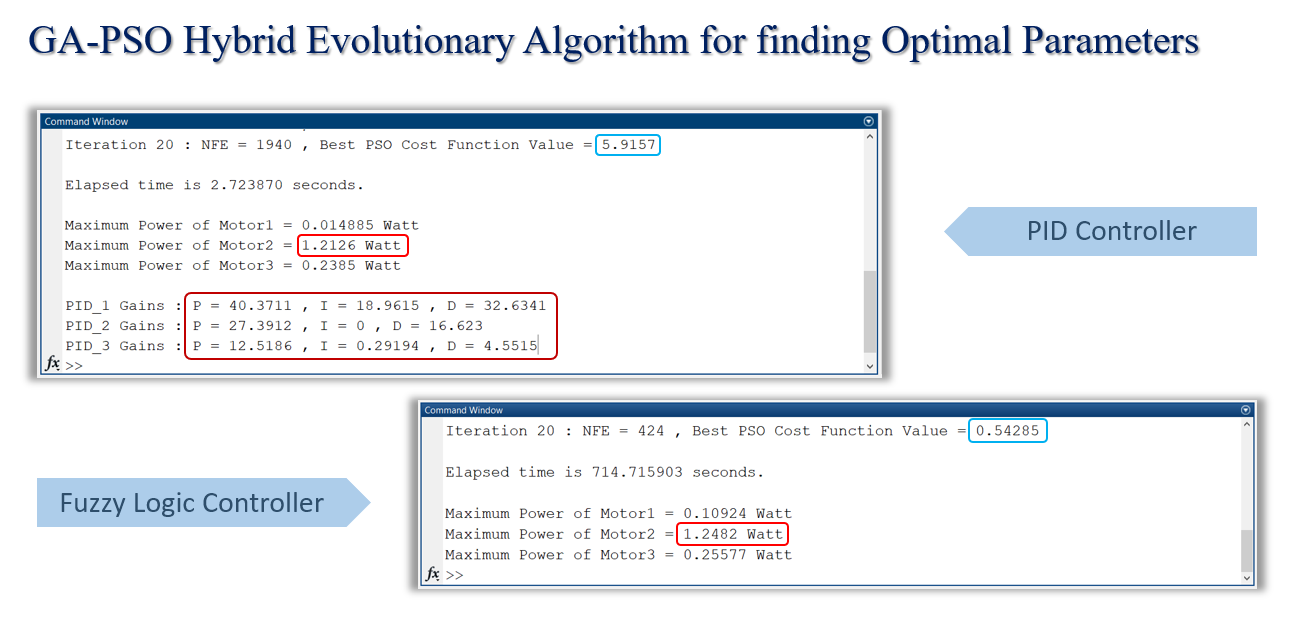 GA-PSO Hybrid Evolutionary Algorithm for finding Optimal Parameters
Command Window
Iteration 20 : NFE = 1940 , Best PSO Cost Function Value = 5.9157
Elapsed time is 2.723870 seconds.
Maximum Power of Motor1 = 0.014885 Watt
Maximum Power of Motor2 = 1.2126 Watt
Maximum Power of Motor3 = 0.2385 Watt
PID_1 Gains : P = 40.3711 , I = 18.9615 , D = 32.6341
PID_2 Gains : P = 27.3912 , I = 0 , D = 16.623
PID_3 Gains : P = 12.5186 , I = 0.29194 , D = 4.5515
fx >>
PID Controller
Command Window
Iteration 20 : NFE = 424 , Best PSO Cost Function Value = 0.54285
Elapsed time is 714.715903 seconds.
Maximum Power of Motor1 = 0.10924 Watt
Maximum Power of Motor2 = 1.2482 Watt
Maximum Power of Motor3 = 0.25577 Watt
fx >>
Fuzzy Logic Controller